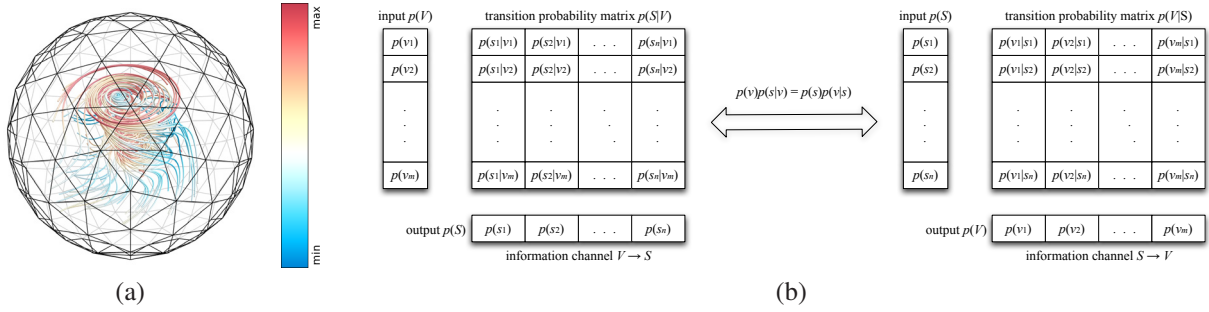 max
min
(a)
input p(V)
p(v1)
p(v2)
.
.
.
p(vm)
transition probability matrix p(S|V)
p(s1|v1) p(s2|v1) . . . p(sn|v1)
p(s1|v2) p(s2|v2) . . . p(sn|v2)
. . .
. . .
. . .
p(s1|vm) p(s2|vm) . . . p(sn|vm)
output p(S) p(s1) p(s2) . . . p(sn)
information channel V → S
p(v)p(s|v) = p(s)p(v|s)
input p(S)
p(s1)
p(s2)
.
.
.
p(sn)
transition probability matrix p(V|S)
p(v1|s1) p(v2|s1) . . . p(vm|s1)
p(v1|s2) p(v2|s2) . . . p(vm|s2)
. . .
. . .
. . .
p(v1|sn) p(v2|sn) . . . p(vm|sn)
output p(V) p(v1) p(v2) . . . p(vm)
information channel S → V
(b)